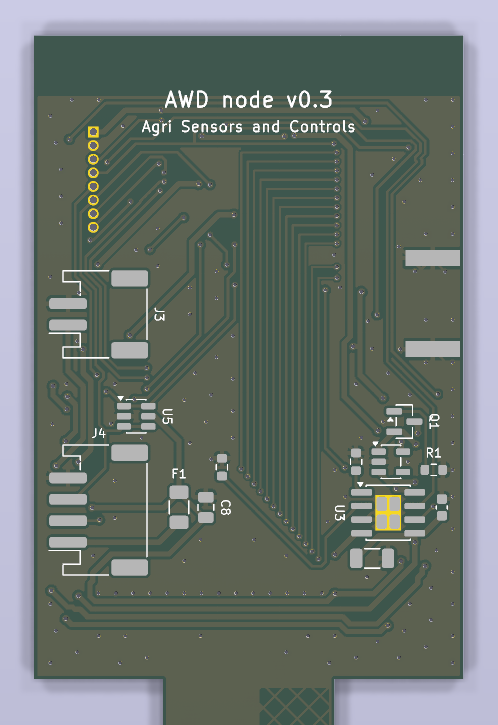 AWD node v0.3
Agri Sensors and Controls
J3
U5
J4
Q1
R1
F1
C8
U3